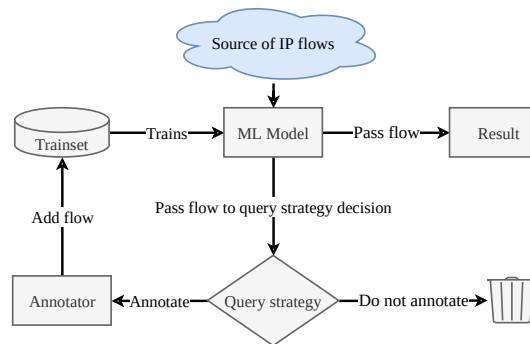 Source of IP flows
Trainset
Trains
ML Model
Pass flow
Result
Add flow
Pass flow to query strategy decision
Annotator
Annotate
Query strategy
Do not annotate